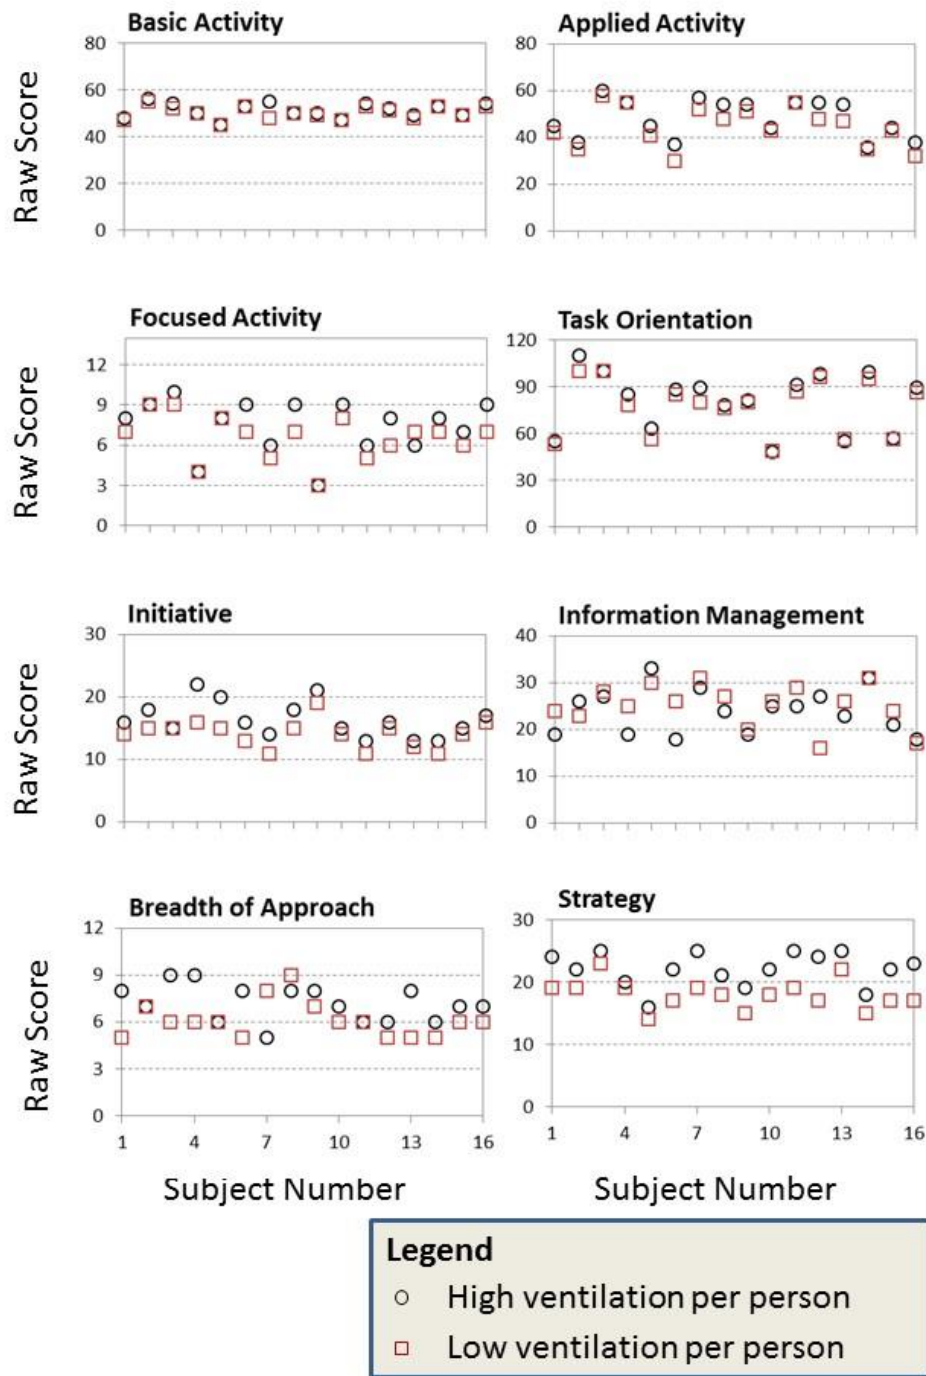 Basic Activity
Applied Activity
Raw Score
80
60
40
20
0
80
60
40
20
0
Focused Activity
Task Orientation
Raw Score
12
9
6
3
0
120
90
60
30
0
Initiative
Information Management
Raw Score
30
20
10
0
40
30
20
10
0
Breadth of Approach
Strategy
Raw Score
12
9
6
3
0
30
20
10
0
1 4 7 10 13 16
1 4 7 10 13 16
Subject Number
Subject Number
Legend
High ventilation per person
Low ventilation per person